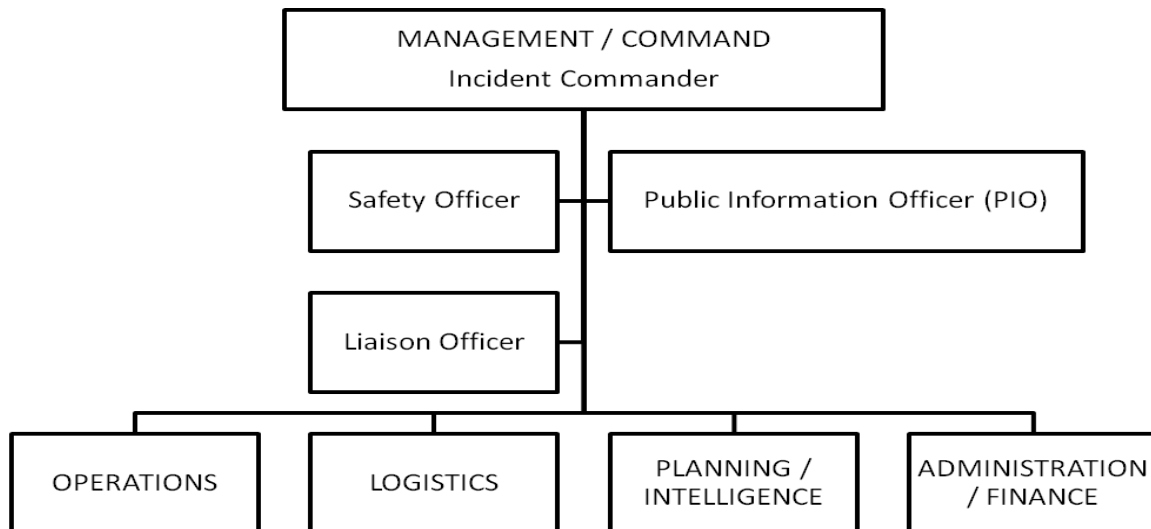 MANAGEMENT / COMMAND
Incident Commander
Safety Officer
Public Information Officer (PIO)
Liaison Officer
OPERATIONS
LOGISTICS
PLANNING /
INTELLIGENCE
ADMINISTRATION
/ FINANCE